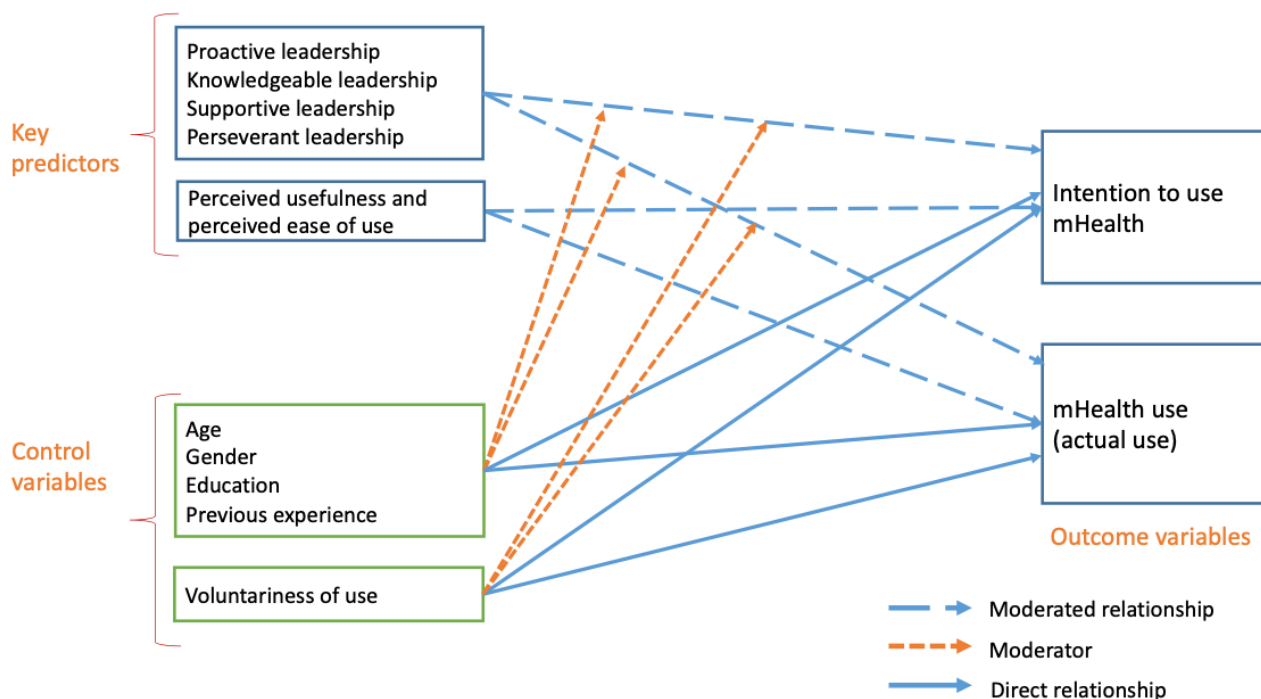 Key
predictors
Proactive leadership
Knowledgeable leadership
Supportive leadership
Perseverant leadership
Perceived usefulness and
perceived ease of use
Intention to use
mHealth
mHealth use
(actual use)
Outcome variables
Control
variables
Age
Gender
Education
Previous experience
Voluntariness of use
Moderated relationship
Moderator
Direct relationship